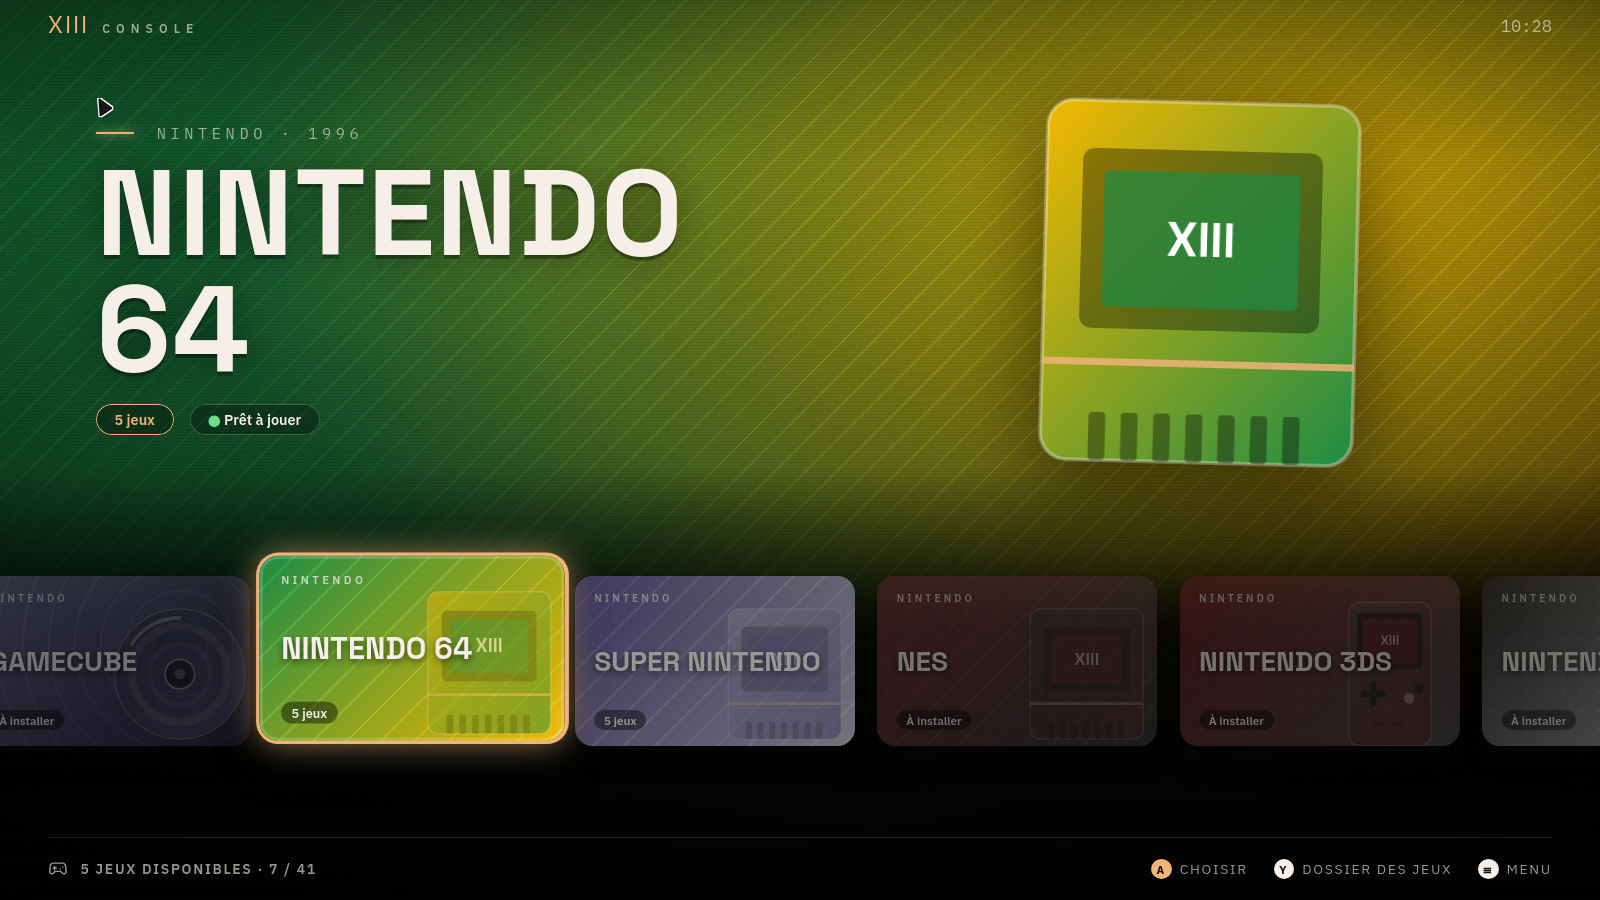 XIII CONSOLE
10:28
NINTENDO · 1996
NINTENDO
64
5 jeux
Prêt à jouer
XIII
NINTENDO
GAMECUBE
À installer
NINTENDO
NINTENDO 64
XIII
5 jeux
NINTENDO
SUPER NINTENDO
5 jeux
NINTENDO
NES
XIII
À installer
NINTENDO
NINTENDO 3DS
XIII
À installer
NINTENDO
À installer
5 JEUX DISPONIBLES · 7 / 41
A CHOISIR
Y DOSSIER DES JEUX
≡ MENU